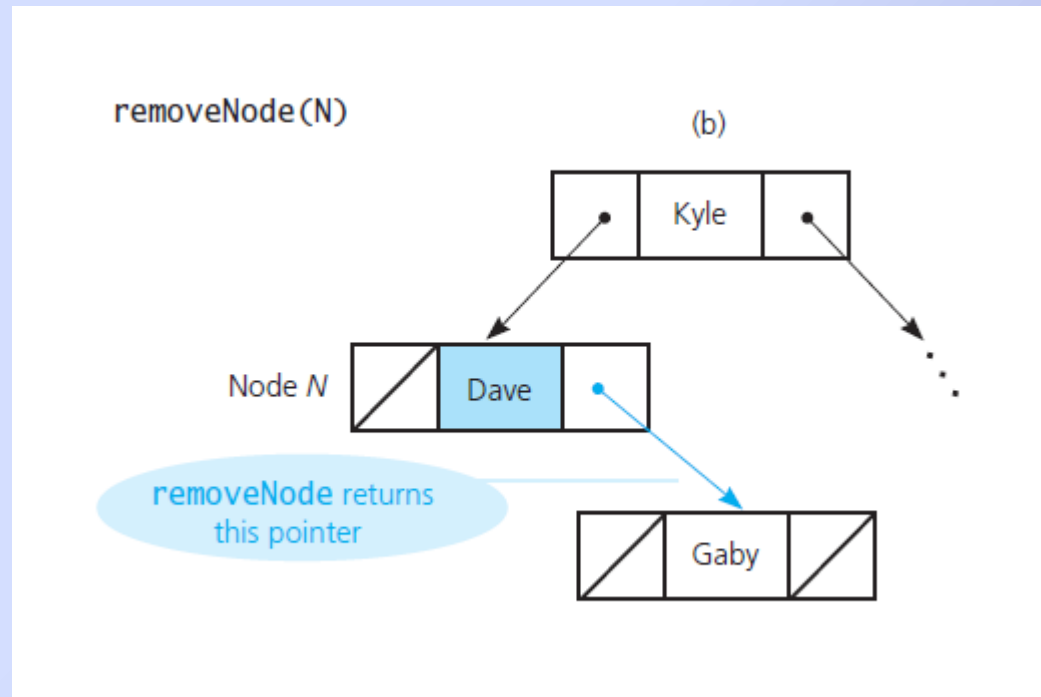 removeNode(N)
(b)
Kyle
Node N
Dave
removeNode returns
this pointer
Gaby